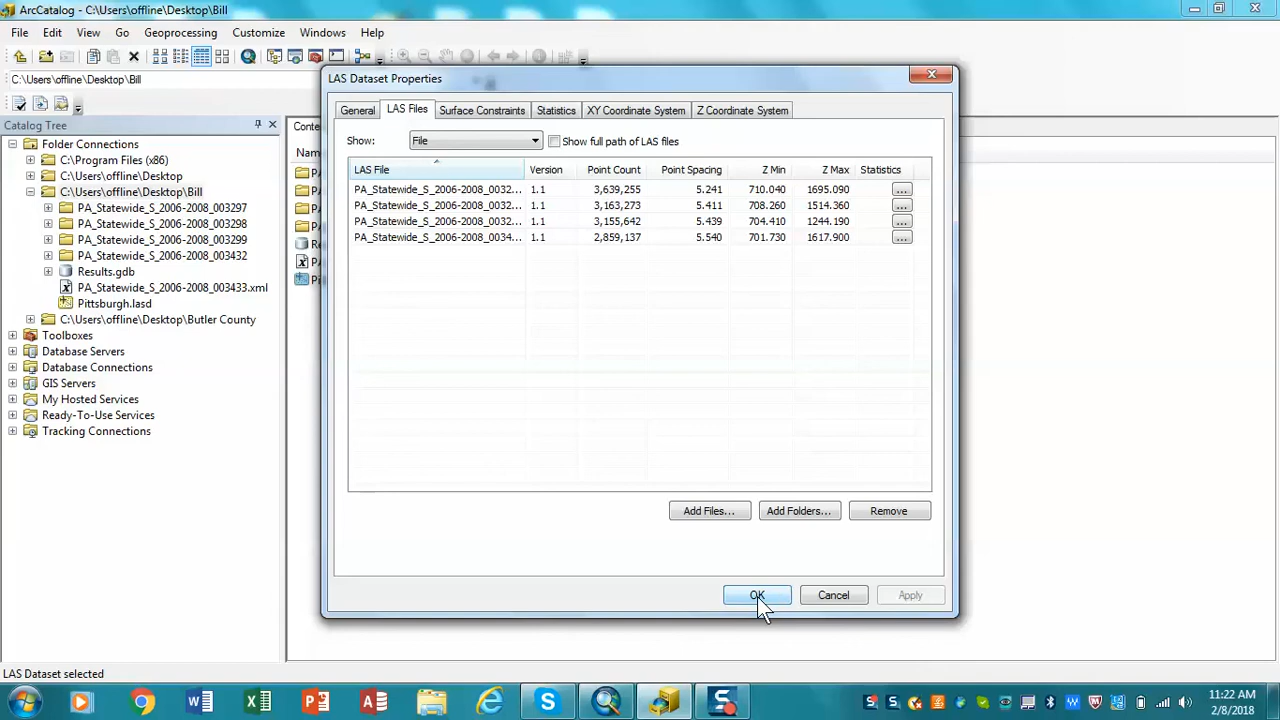 ArcCatalog - C:\Users\offline\Desktop\Bill
File Edit View Go Geoprocessing Customize Windows Help
C:\Users\offline\Desktop\Bill
Catalog Tree
Folder Connections
C:\Program Files (x86)
C:\Users\offline\Desktop
C:\Users\offline\Desktop\Bill
PA_Statewide_S_2006-2008_003297
PA_Statewide_S_2006-2008_003298
PA_Statewide_S_2006-2008_003299
PA_Statewide_S_2006-2008_003432
Results.gdb
PA_Statewide_S_2006-2008_003433.xml
Pittsburgh.lasd
C:\Users\offline\Desktop\Butler County
Toolboxes
Database Servers
Database Connections
GIS Servers
My Hosted Services
Ready-To-Use Services
Tracking Connections
LAS Dataset Properties
General LAS Files Surface Constraints Statistics XY Coordinate System Z Coordinate System
Show: File Show full path of LAS files
LAS File Version Point Count Point Spacing Z Min Z Max Statistics
PA_Statewide_S_2006-2008_0032... 1.1 3,639,255 5.241 710.040 1695.090 ...
PA_Statewide_S_2006-2008_0032... 1.1 3,163,273 5.411 708.260 1514.360 ...
PA_Statewide_S_2006-2008_0032... 1.1 3,155,642 5.439 704.410 1244.190 ...
PA_Statewide_S_2006-2008_0034... 1.1 2,859,137 5.540 701.730 1617.900 ...
Add Files... Add Folders... Remove
OK Cancel Apply
LAS Dataset selected
11:22 AM
2/8/2018